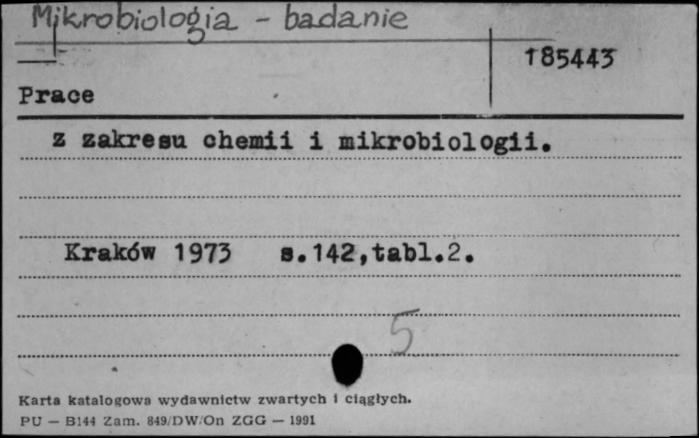 Mikrobiologia - badanie
185443
Prace
z zakresu chemii i mikrobiologii.
Kraków 1973 s.142,tabl.2.
5
Karta katalogowa wydawnictw zwartych i ciągłych.
PU — B144 Zam. 849/DW/On ZGG — 1991